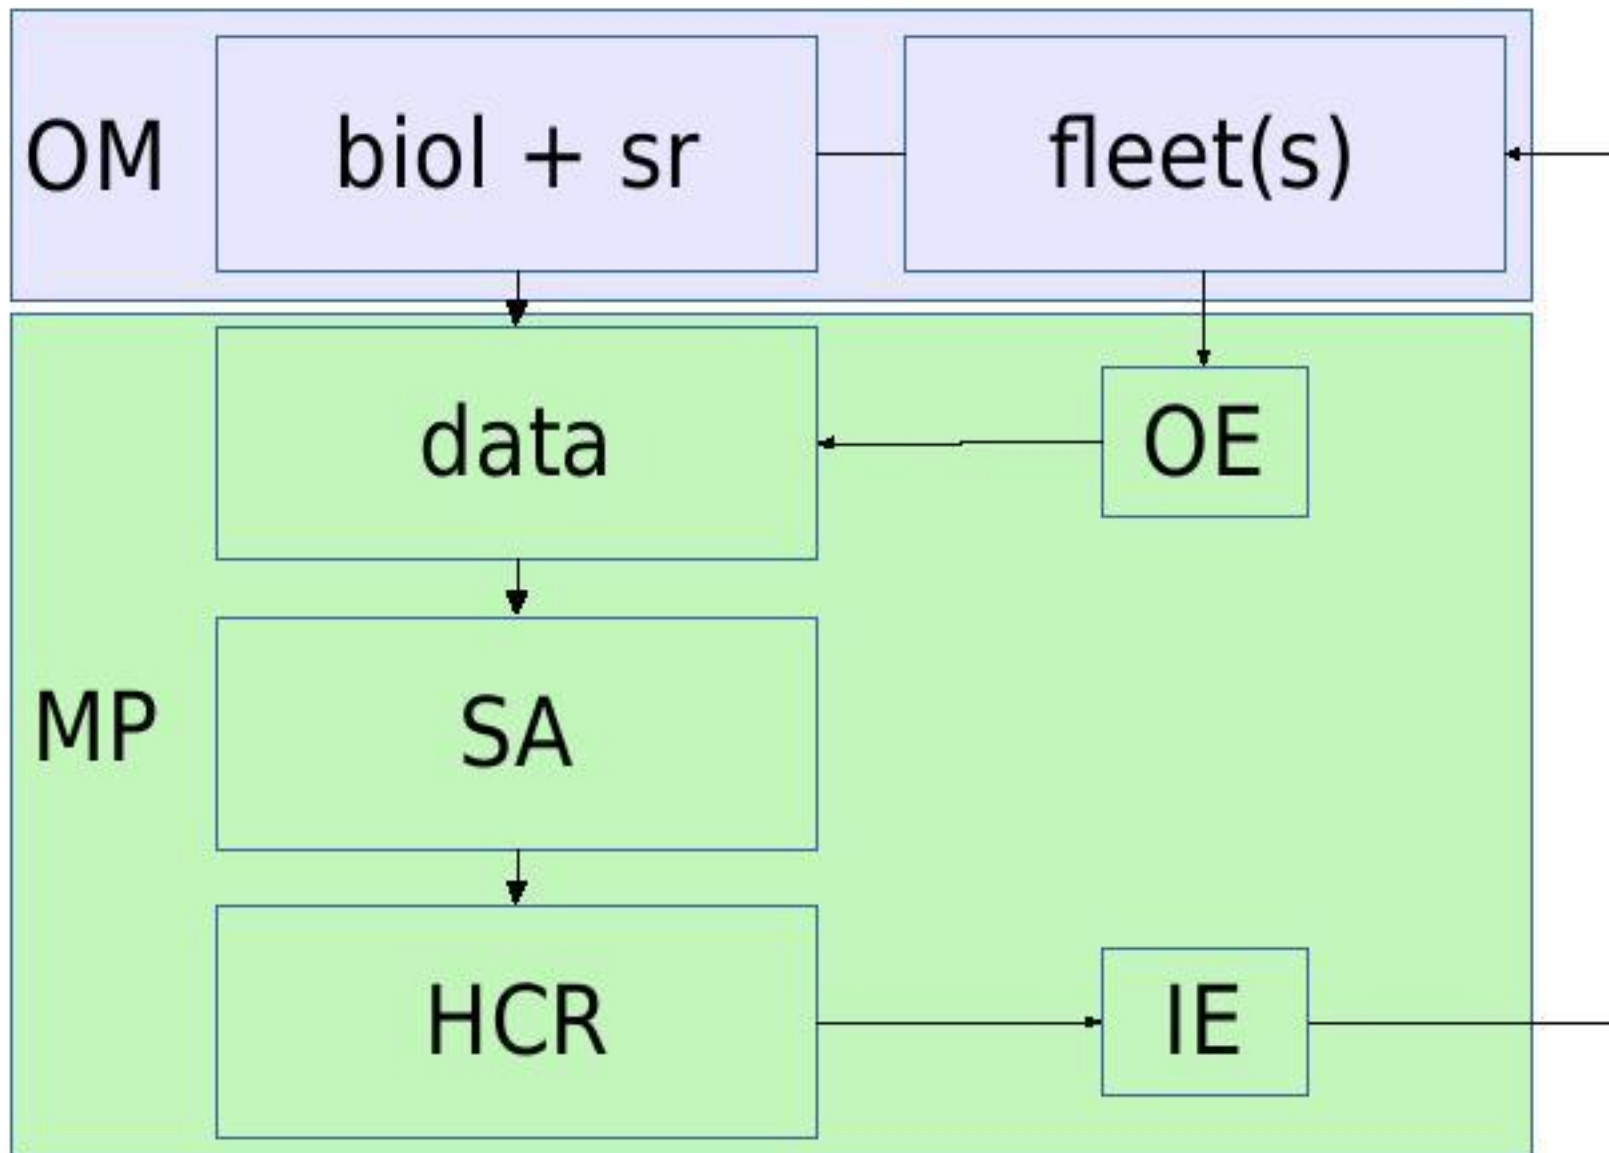 OM
biol + sr
fleet(s)
data
OE
MP
SA
HCR
IE